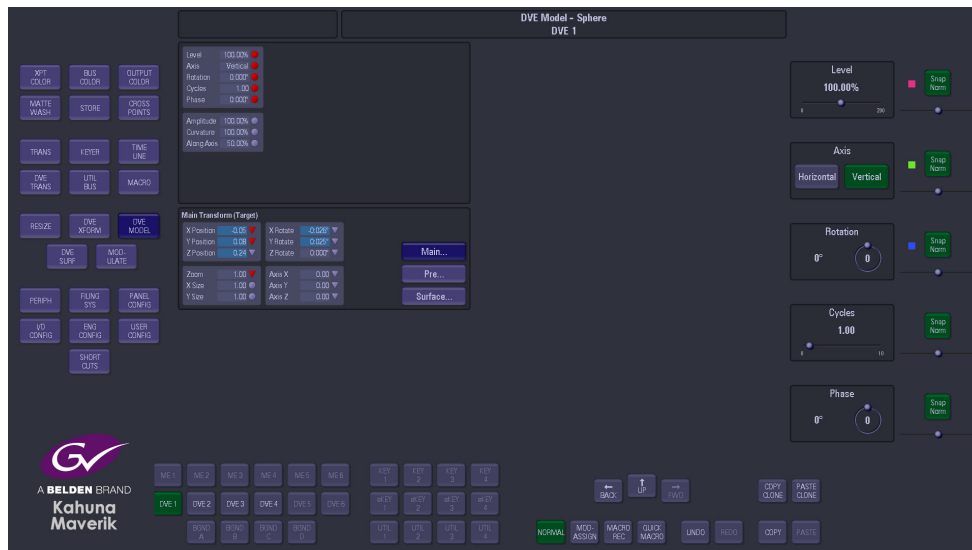 DVE Model - Sphere
DVE 1
XPT COLOR
BUS COLOR
OUTPUT COLOR
MATTE WASH
STORE
CROSS POINTS
TRANS
KEYER
TIME LINE
DVE TRANS
UTIL BUS
MACRO
RESIZE
DVE XFORM
DVE MODEL
DVE SURF
MOD- ULATE
PERIPH
FILING SYS
PANEL CONFIG
I/O CONFIG
ENG CONFIG
USER CONFIG
SHORT CUTS
Level 100.00%
Axis Vertical
Rotation 0.000°
Cycles 1.00
Phase 0.000°
Amplitude 100.00%
Curvature 100.00%
Along Axis 50.00%
Main Transform (Target)
X Position -0.05 X Rotate -0.026°
Y Position 0.08 Y Rotate 0.025°
Z Position 0.24 Z Rotate 0.000°
Zoom 1.00 Axis X 0.00
X Size 1.00 Axis Y 0.00
Y Size 1.00 Axis Z 0.00
Main...
Pre...
Surface...
Level
100.00%
0 200
Snap Norm
Axis
Horizontal Vertical
Snap Norm
Rotation
0° 0
Snap Norm
Cycles
1.00
0 10
Snap Norm
Phase
0° 0
Snap Norm
GV
A BELDEN BRAND
Kahuna
Maverik
ME 1 ME 2 ME 3 ME 4 ME 5 ME 6
DVE 1 DVE 2 DVE 3 DVE 4 DVE 5 DVE 6
BGND A BGND B BGND C BGND D
KEY 1 KEY 2 KEY 3 KEY 4
atKEY 1 atKEY 2 atKEY 3 atKEY 4
UTIL 1 UTIL 2 UTIL 3 UTIL 4
BACK UP FWD
NORMAL MOD- ASSIGN MACRO REC QUICK MACRO UNDO REDO
COPY CLONE PASTE CLONE
COPY PASTE